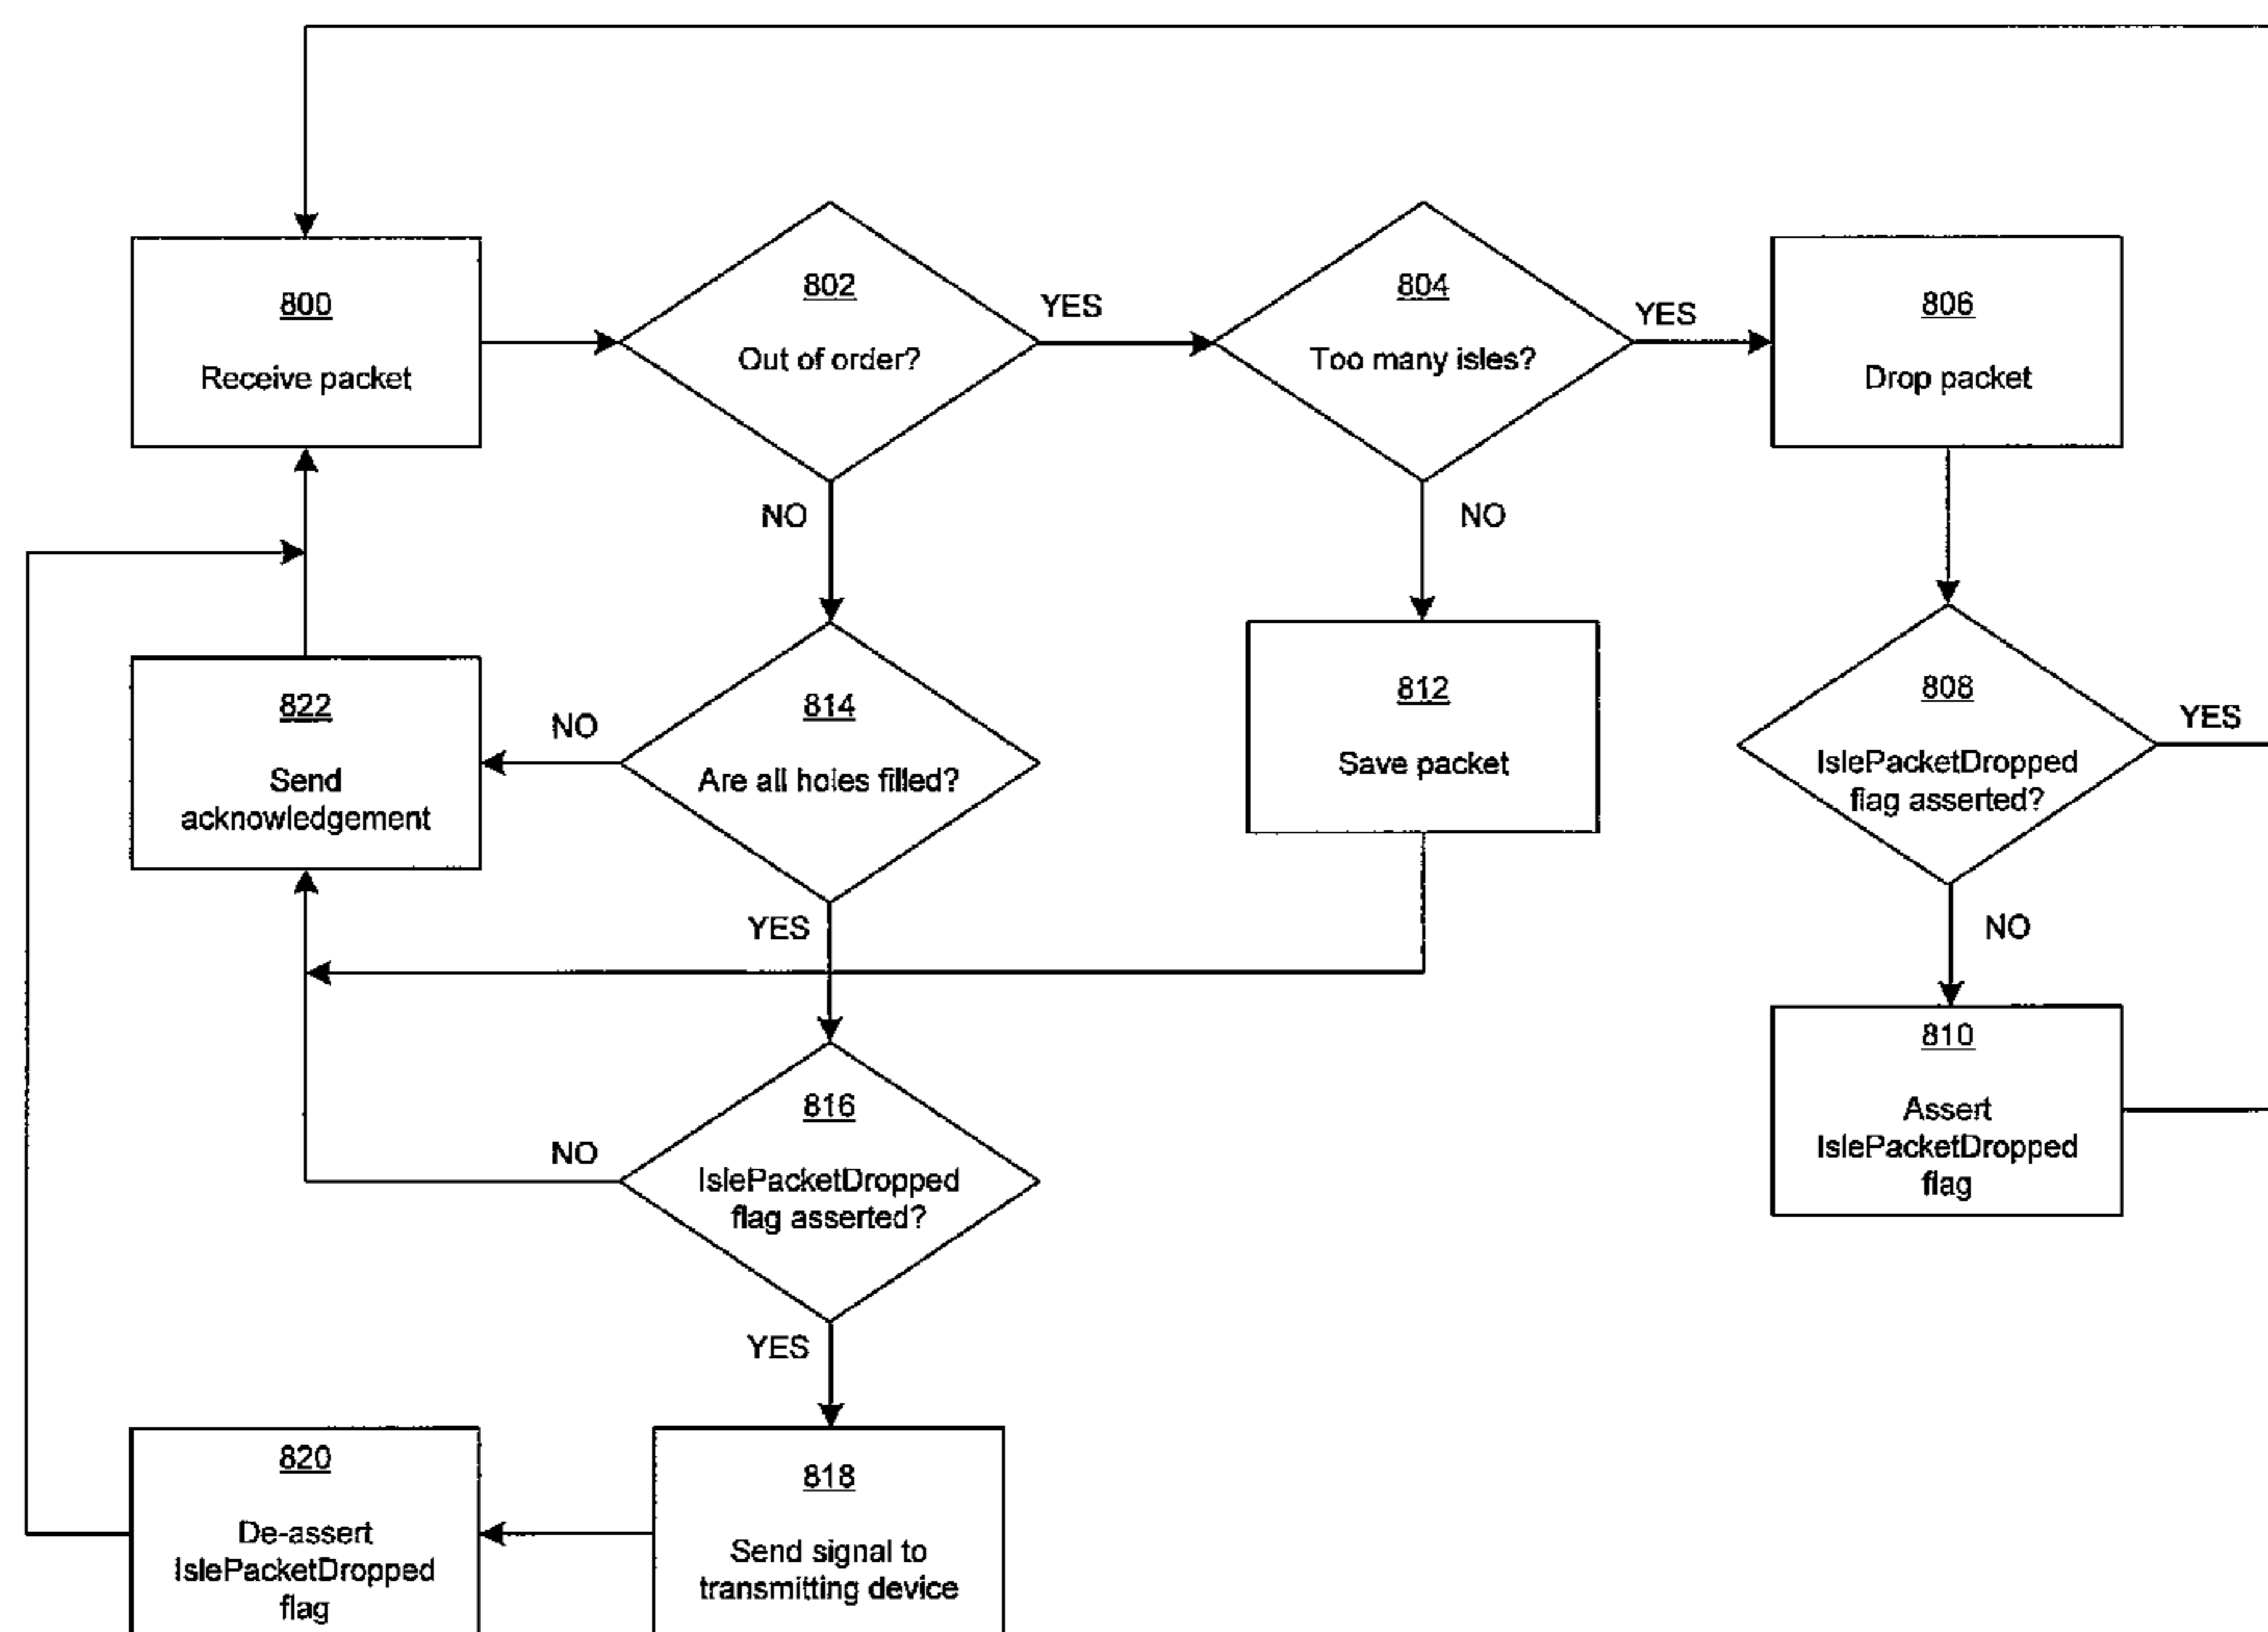 800
Receive packet
802
Out of order?
YES
804
Too many isles?
YES
806
Drop packet
NO
NO
822
Send
acknowledgement
NO
814
Are all holes filled?
812
Save packet
808
IslePacketDropped
flag asserted?
YES
YES
NO
816
IslePacketDropped
flag asserted?
NO
810
Assert
IslePacketDropped
flag
YES
820
De-assert
IslePacketDropped
flag
818
Send signal to
transmitting device